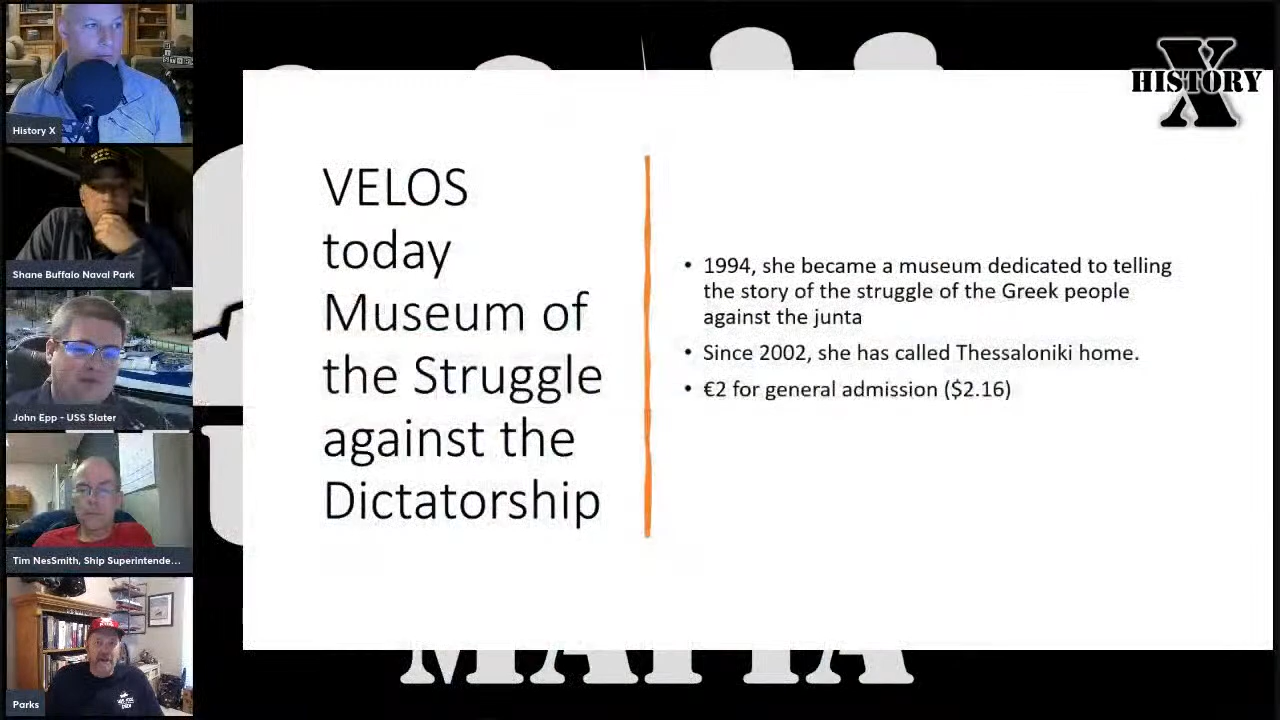 History X
Shane Buffalo Naval Park
John Epp - USS Slater
Tim NesSmith, Ship Superintende...
Parks
HISTORY
X
VELOS
today
Museum of
the Struggle
against the
Dictatorship
• 1994, she became a museum dedicated to telling
the story of the struggle of the Greek people
against the junta
• Since 2002, she has called Thessaloniki home.
• €2 for general admission ($2.16)
MAFIA